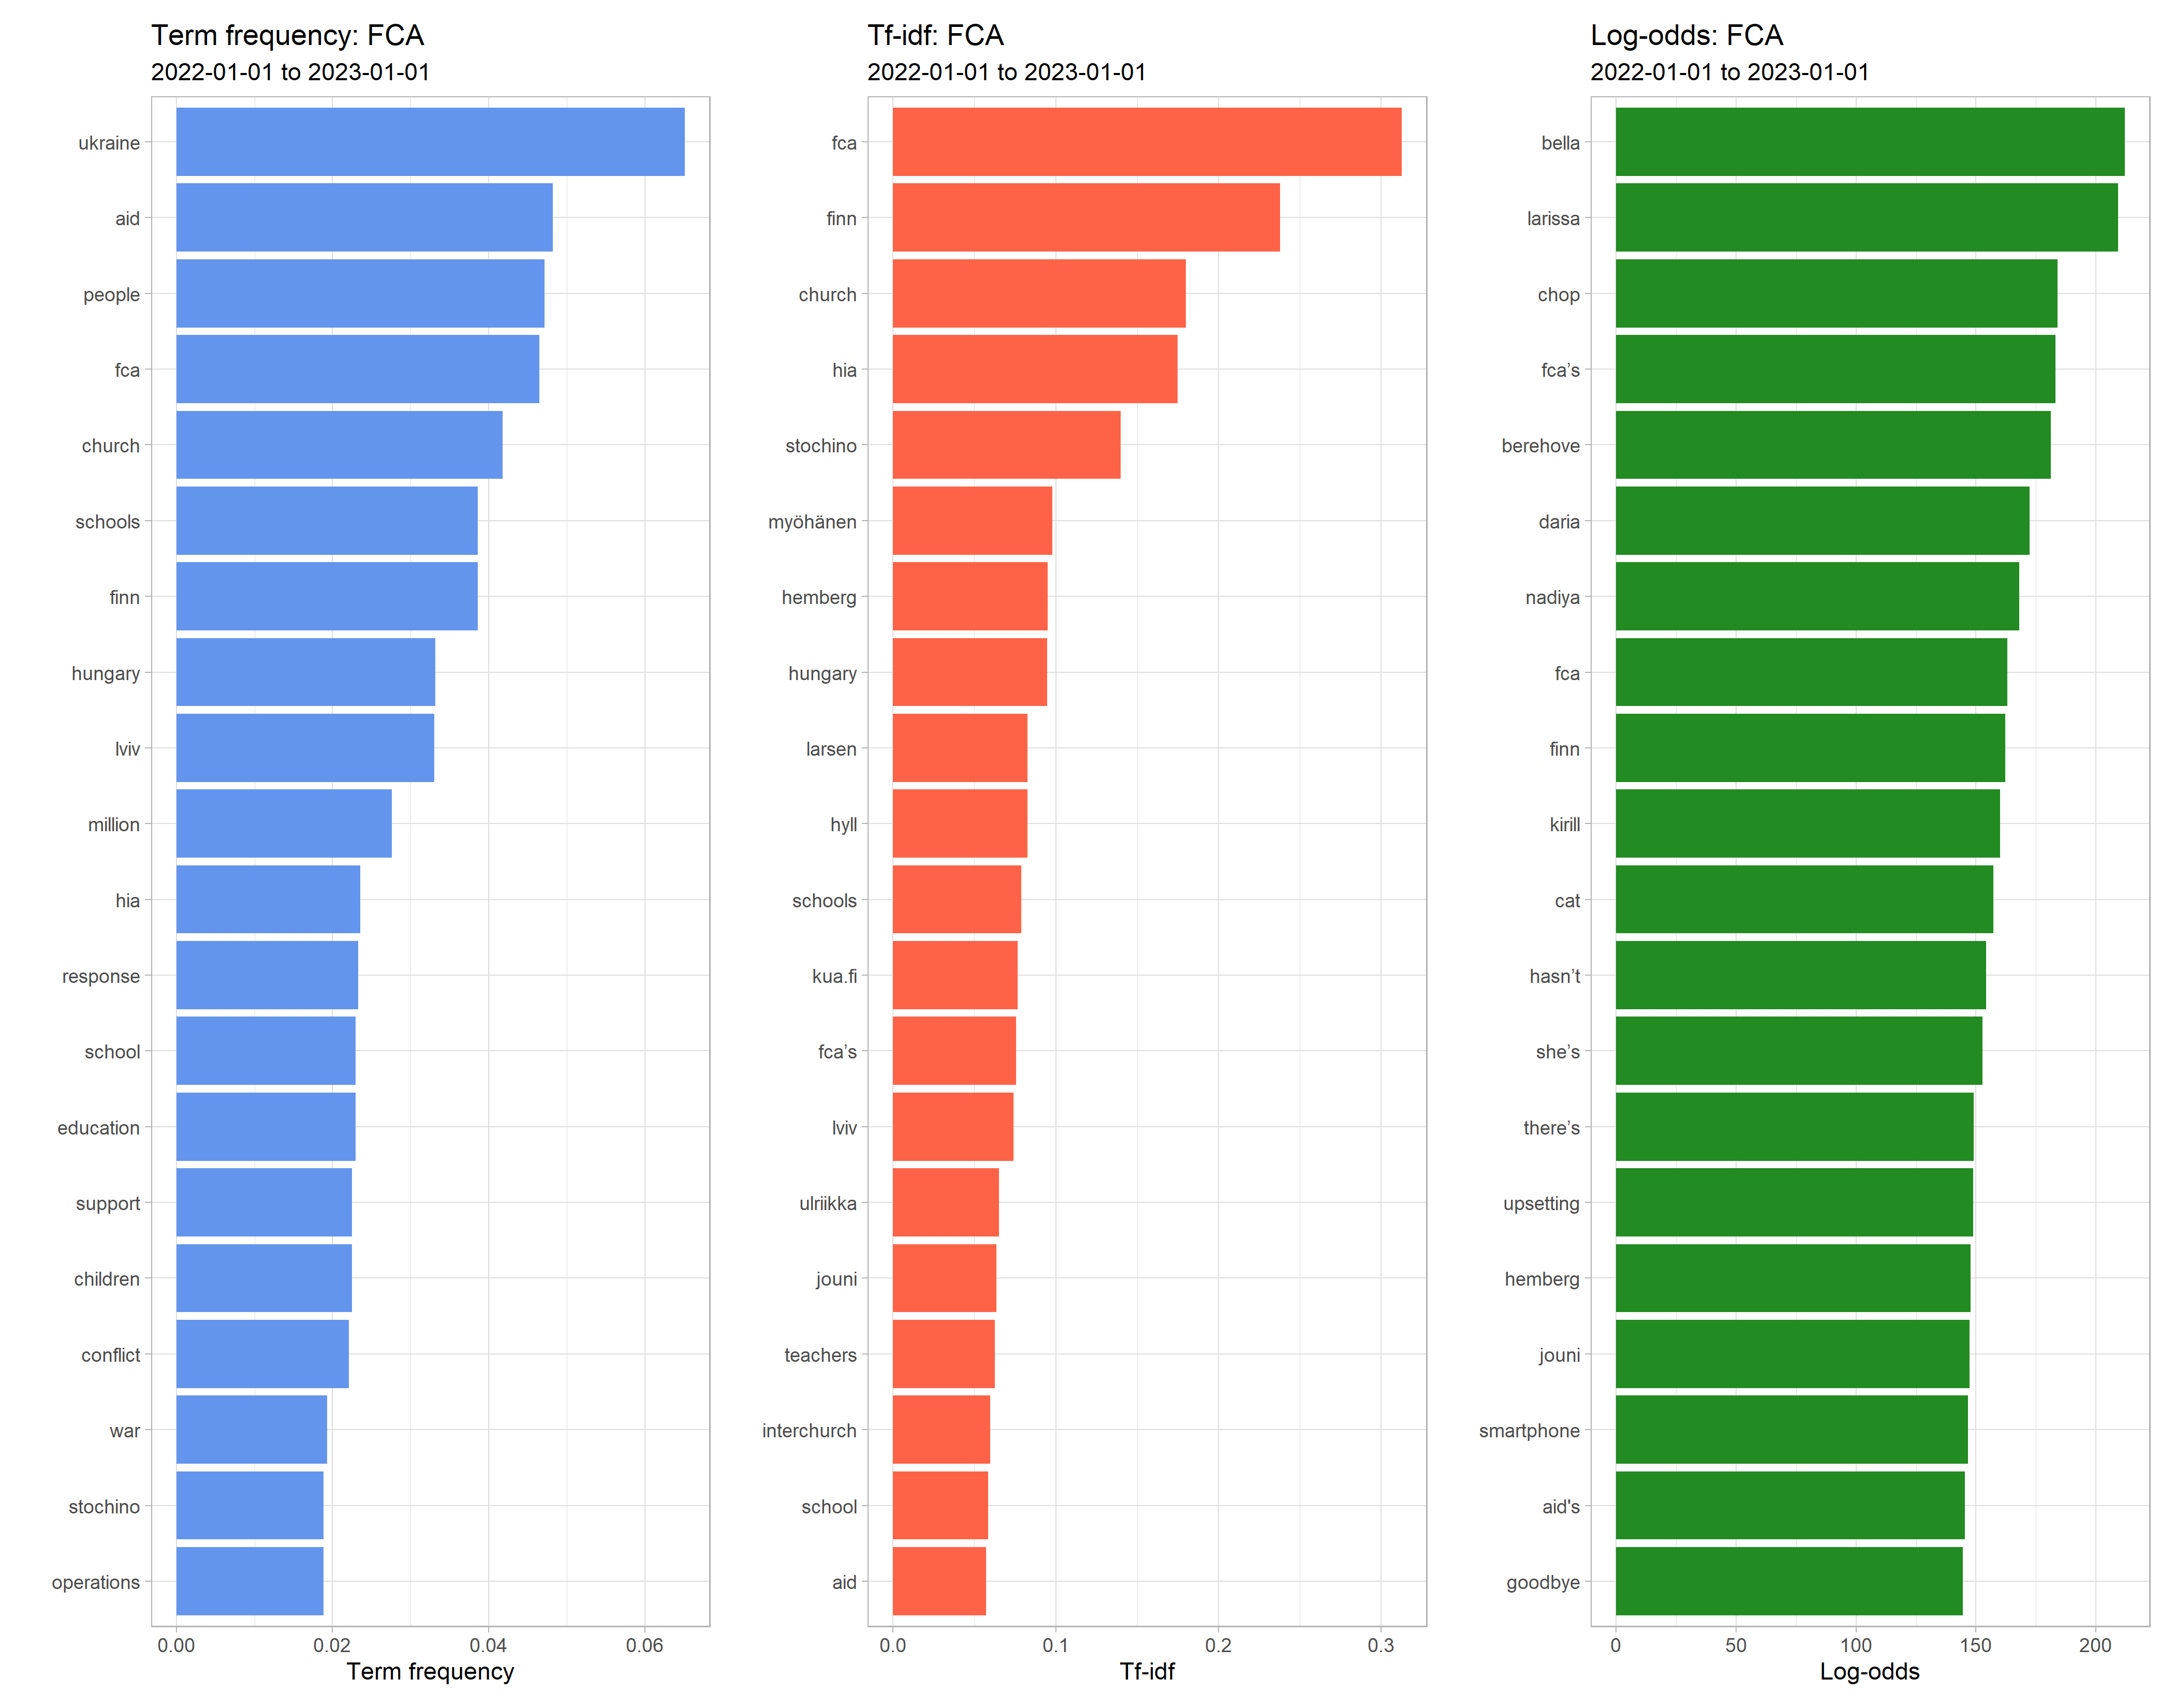 Term frequency: FCA
2022-01-01 to 2023-01-01
ukraine
aid
people
fca
church
schools
finn
hungary
lviv
million
hia
response
school
education
support
children
conflict
war
stochino
operations
0.00 0.02 0.04 0.06
Term frequency
Tf-idf: FCA
2022-01-01 to 2023-01-01
fca
finn
church
hia
stochino
myöhänen
hemberg
hungary
larsen
hyll
schools
kua.fi
fca’s
lviv
ulriikka
jouni
teachers
interchurch
school
aid
0.0 0.1 0.2 0.3
Tf-idf
Log-odds: FCA
2022-01-01 to 2023-01-01
bella
larissa
chop
fca’s
berehove
daria
nadiya
fca
finn
kirill
cat
hasn’t
she’s
there’s
upsetting
hemberg
jouni
smartphone
aid's
goodbye
0 50 100 150 200
Log-odds